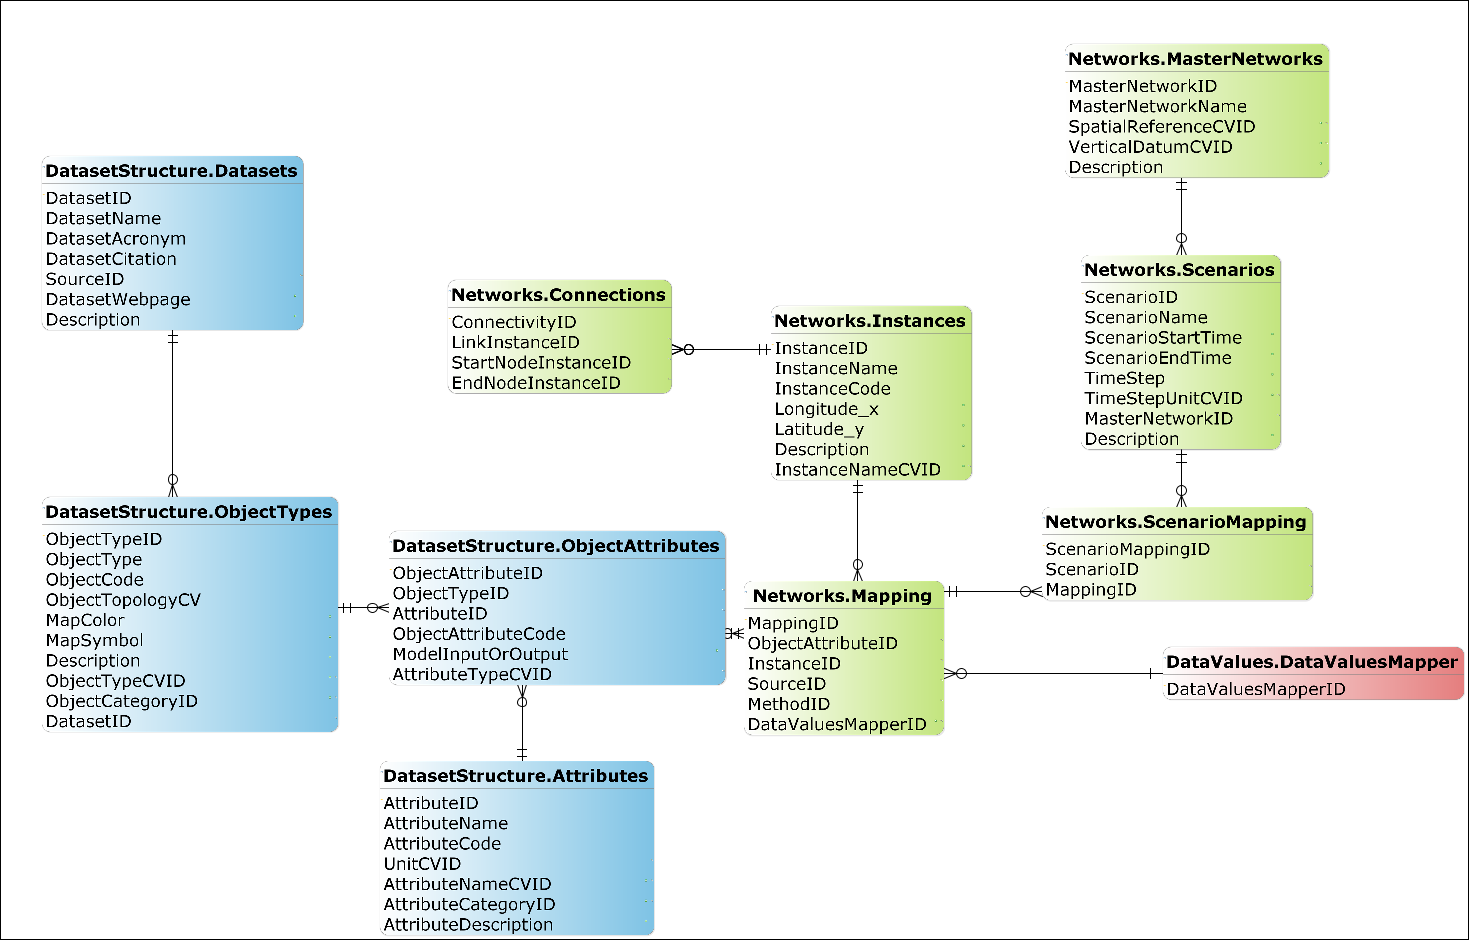 Networks.MasterNetworks
MasterNetworkID
MasterNetworkName
SpatialReferenceCVID
VerticalDatumCVID
Description
DatasetStructure.Datasets
DatasetID
DatasetName
DatasetAcronym
DatasetCitation
SourceID
DatasetWebpage
Description
Networks.Scenarios
ScenarioID
ScenarioName
ScenarioStartTime
ScenarioEndTime
TimeStep
TimeStepUnitCVID
MasterNetworkID
Description
Networks.Connections
ConnectivityID
LinkInstanceID
StartNodeInstanceID
EndNodeInstanceID
Networks.Instances
InstanceID
InstanceName
InstanceCode
Longitude_x
Latitude_y
Description
InstanceNameCVID
DatasetStructure.ObjectTypes
ObjectTypeID
ObjectType
ObjectCode
ObjectTopologyCV
MapColor
MapSymbol
Description
ObjectTypeCVID
ObjectCategoryID
DatasetID
Networks.ScenarioMapping
ScenarioMappingID
ScenarioID
MappingID
DatasetStructure.ObjectAttributes
ObjectAttributeID
ObjectTypeID
AttributeID
ObjectAttributeCode
ModelInputOrOutput
AttributeTypeCVID
Networks.Mapping
MappingID
ObjectAttributeID
InstanceID
SourceID
MethodID
DataValuesMapperID
DataValues.DataValuesMapper
DataValuesMapperID
DatasetStructure.Attributes
AttributeID
AttributeName
AttributeCode
UnitCVID
AttributeNameCVID
AttributeCategoryID
AttributeDescription